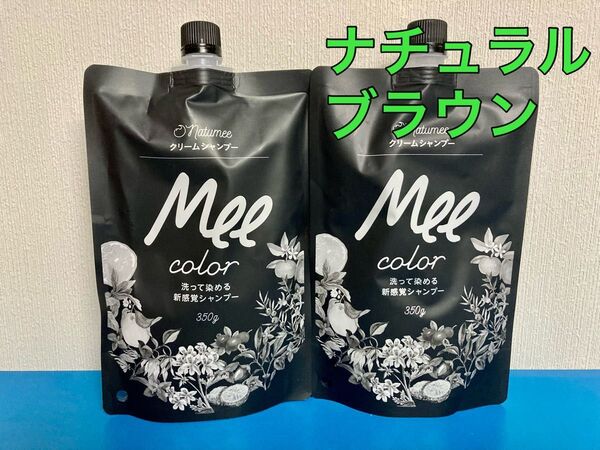 ナチュラル
ブラウン
Natumee
クリームシャンプー
Mee
color
洗って染める
新感覚シャンプー
350g
Natumee
クリームシャンプー
Mee
color
洗って染める
新感覚シャンプー
350g